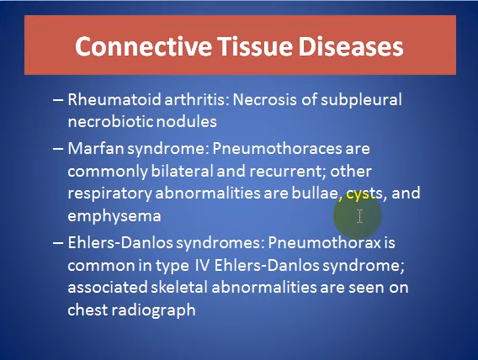 Connective Tissue Diseases
– Rheumatoid arthritis: Necrosis of subpleural
necrobiotic nodules
– Marfan syndrome: Pneumothoraces are
commonly bilateral and recurrent; other
respiratory abnormalities are bullae, cysts, and
emphysema
– Ehlers-Danlos syndromes: Pneumothorax is
common in type IV Ehlers-Danlos syndrome;
associated skeletal abnormalities are seen on
chest radiograph